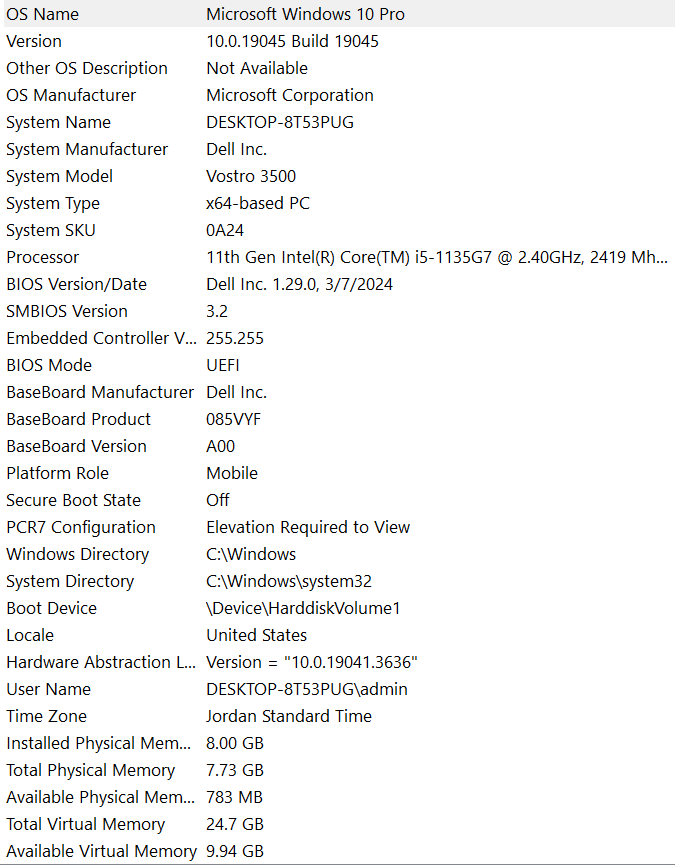 OS Name Microsoft Windows 10 Pro
Version 10.0.19045 Build 19045
Other OS Description Not Available
OS Manufacturer Microsoft Corporation
System Name DESKTOP-8T53PUG
System Manufacturer Dell Inc.
System Model Vostro 3500
System Type x64-based PC
System SKU 0A24
Processor 11th Gen Intel(R) Core(TM) i5-1135G7 @ 2.40GHz, 2419 Mh...
BIOS Version/Date Dell Inc. 1.29.0, 3/7/2024
SMBIOS Version 3.2
Embedded Controller V... 255.255
BIOS Mode UEFI
BaseBoard Manufacturer Dell Inc.
BaseBoard Product 085VYF
BaseBoard Version A00
Platform Role Mobile
Secure Boot State Off
PCR7 Configuration Elevation Required to View
Windows Directory C:\Windows
System Directory C:\Windows\system32
Boot Device \Device\HarddiskVolume1
Locale United States
Hardware Abstraction L... Version = "10.0.19041.3636"
User Name DESKTOP-8T53PUG\admin
Time Zone Jordan Standard Time
Installed Physical Mem... 8.00 GB
Total Physical Memory 7.73 GB
Available Physical Mem... 783 MB
Total Virtual Memory 24.7 GB
Available Virtual Memory 9.94 GB